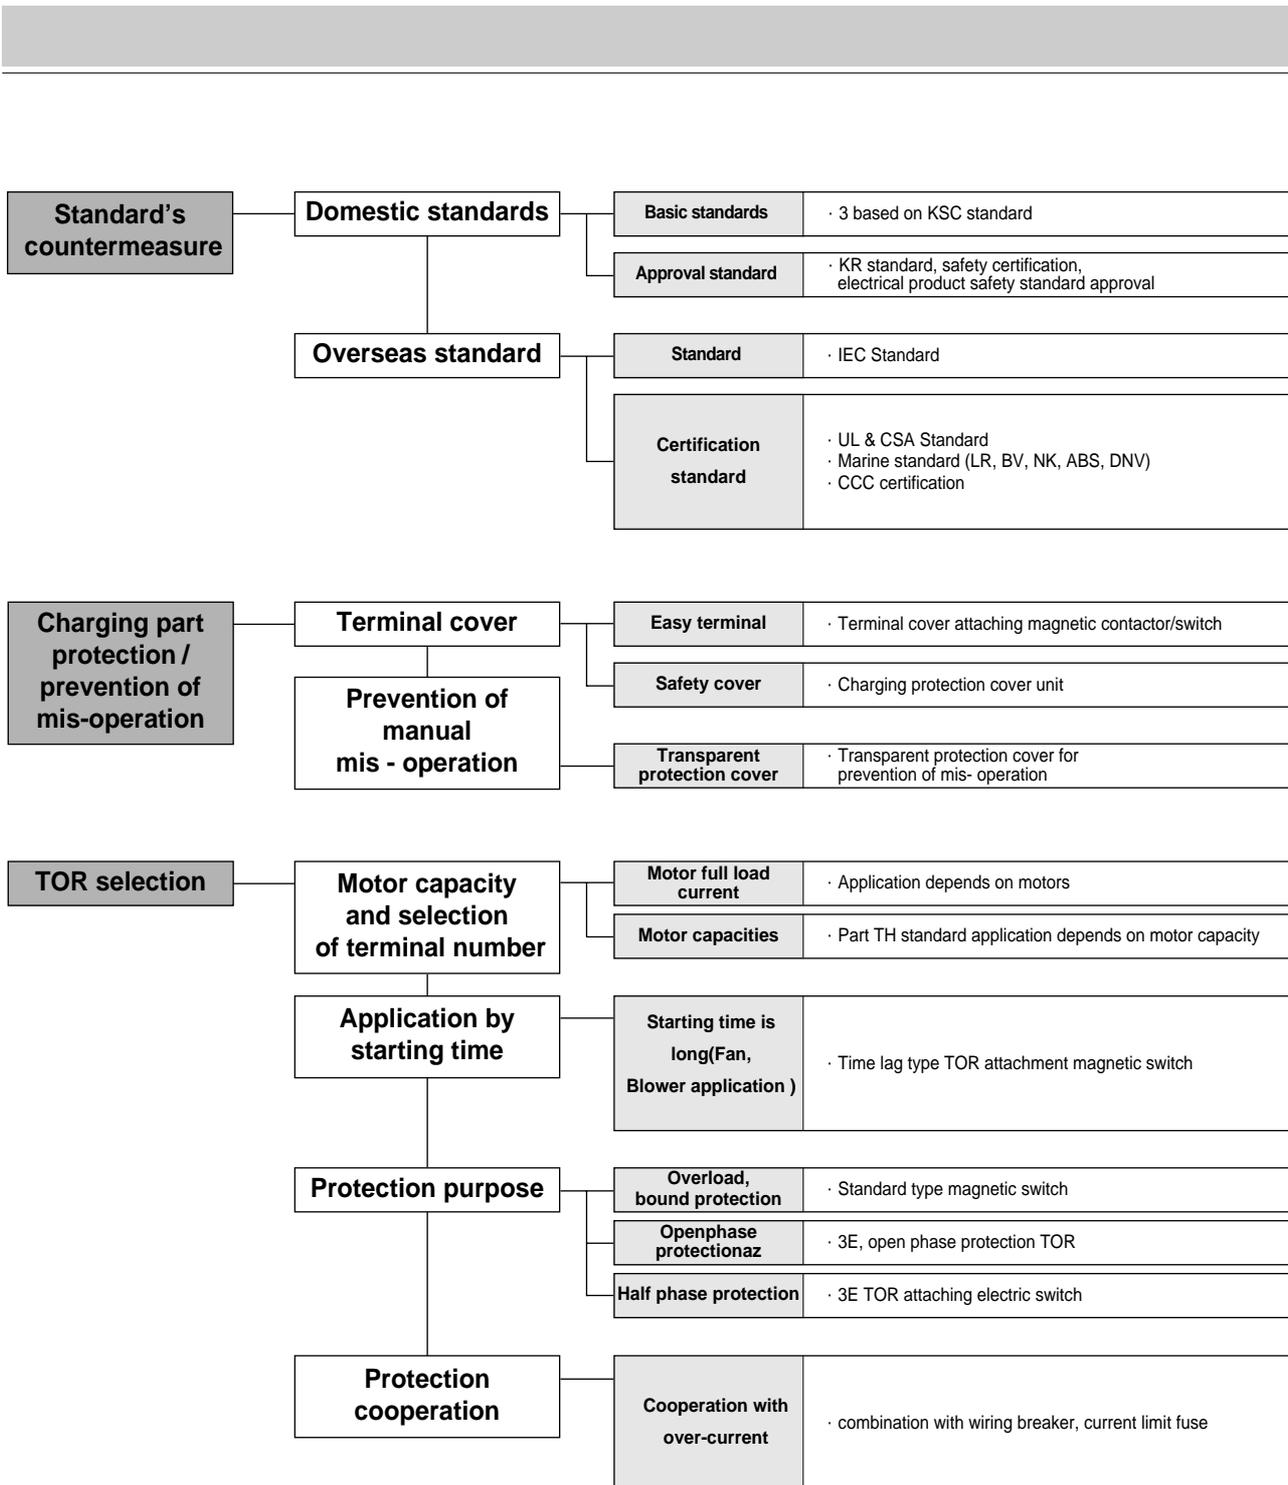 Standard's
countermeasure
Domestic standards
Basic standards
· 3 based on KSC standard
Approval standard
· KR standard, safety certification,
electrical product safety standard approval
Overseas standard
Standard
· IEC Standard
Certification
standard
· UL & CSA Standard
· Marine standard (LR, BV, NK, ABS, DNV)
· CCC certification
Charging part
protection /
prevention of
mis-operation
Terminal cover
Easy terminal
· Terminal cover attaching magnetic contactor/switch
Safety cover
· Charging protection cover unit
Prevention of
manual
mis - operation
Transparent
protection cover
· Transparent protection cover for
prevention of mis- operation
TOR selection
Motor capacity
and selection
of terminal number
Motor full load
current
· Application depends on motors
Motor capacities
· Part TH standard application depends on motor capacity
Application by
starting time
Starting time is
long(Fan,
Blower application )
· Time lag type TOR attachment magnetic switch
Protection purpose
Overload,
bound protection
· Standard type magnetic switch
Openphase
protectionaz
· 3E, open phase protection TOR
Half phase protection
· 3E TOR attaching electric switch
Protection
cooperation
Cooperation with
over-current
· combination with wiring breaker, current limit fuse